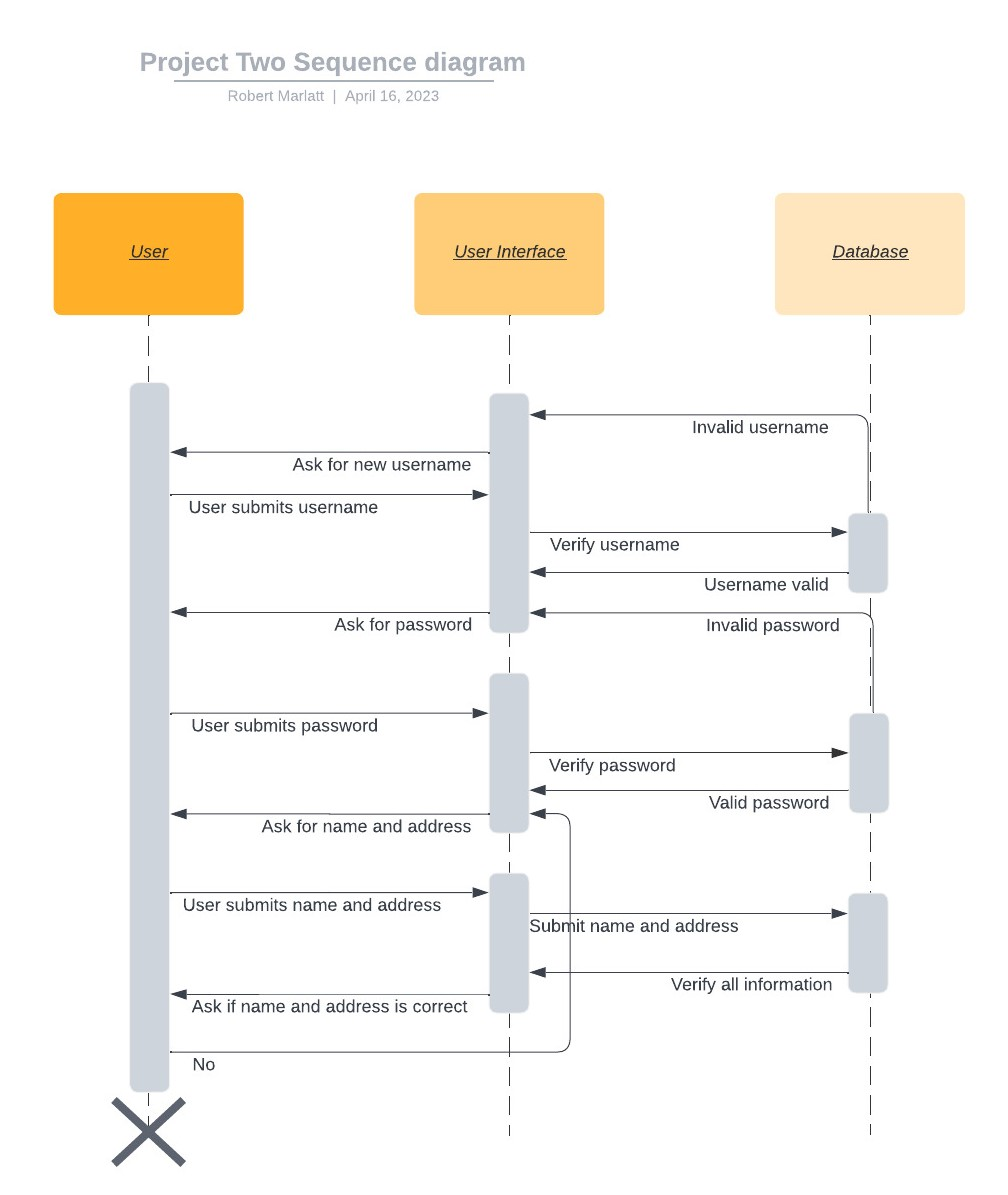 Project Two Sequence diagram
Robert Marlatt | April 16, 2023
User
User Interface
Database
Invalid username
Ask for new username
User submits username
Verify username
Username valid
Ask for password
Invalid password
User submits password
Verify password
Valid password
Ask for name and address
User submits name and address
Submit name and address
Verify all information
Ask if name and address is correct
No